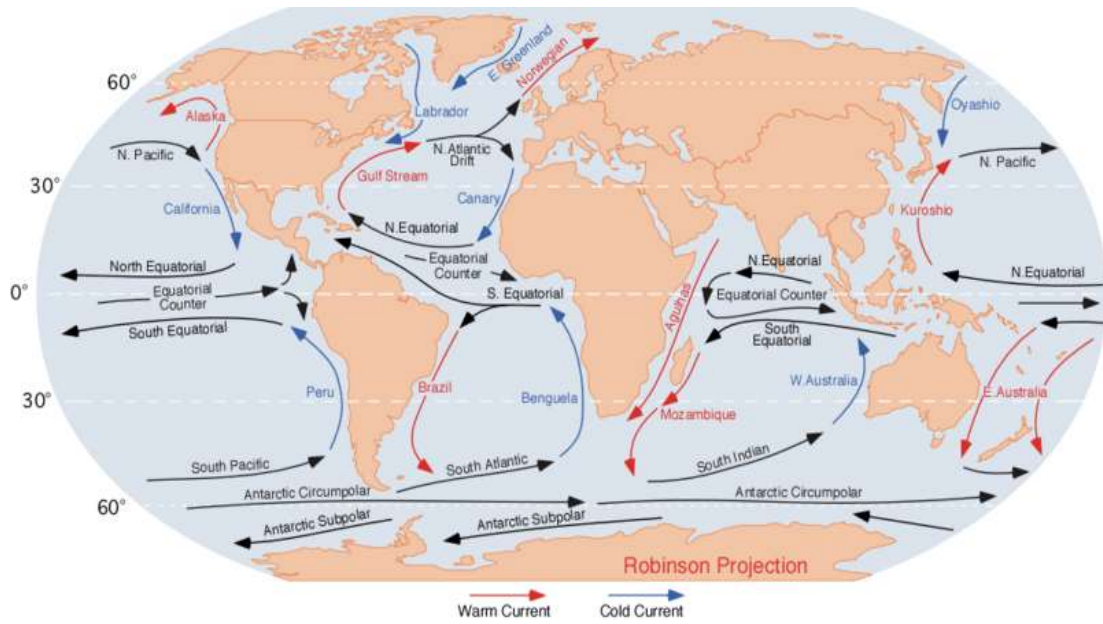 60°
E. Greenland
Norwegian
Labrador
Oyashio
Alaska
N. Pacific
N. Atlantic
Drift
N. Pacific
30°
Gulf Stream
California
Canary
Kuroshio
N.Equatorial
North Equatorial
Equatorial
Counter
N.Equatorial
N.Equatorial
0°
Equatorial
Counter
S. Equatorial
Equatorial Counter
South Equatorial
South
Equatorial
Agulhas
Peru
Brazil
Benguela
W.Australia
E.Australia
30°
Mozambique
South Pacific
South Atlantic
South Indian
Antarctic Circumpolar
Antarctic Circumpolar
60°
Antarctic Subpolar
Antarctic Subpolar
Robinson Projection
Warm Current
Cold Current